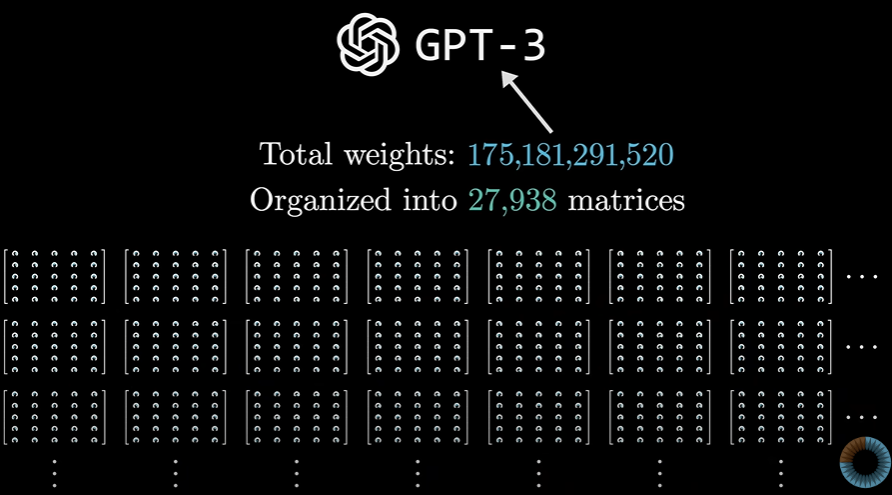 GPT-3
Total weights: 175,181,291,520
Organized into 27,938 matrices